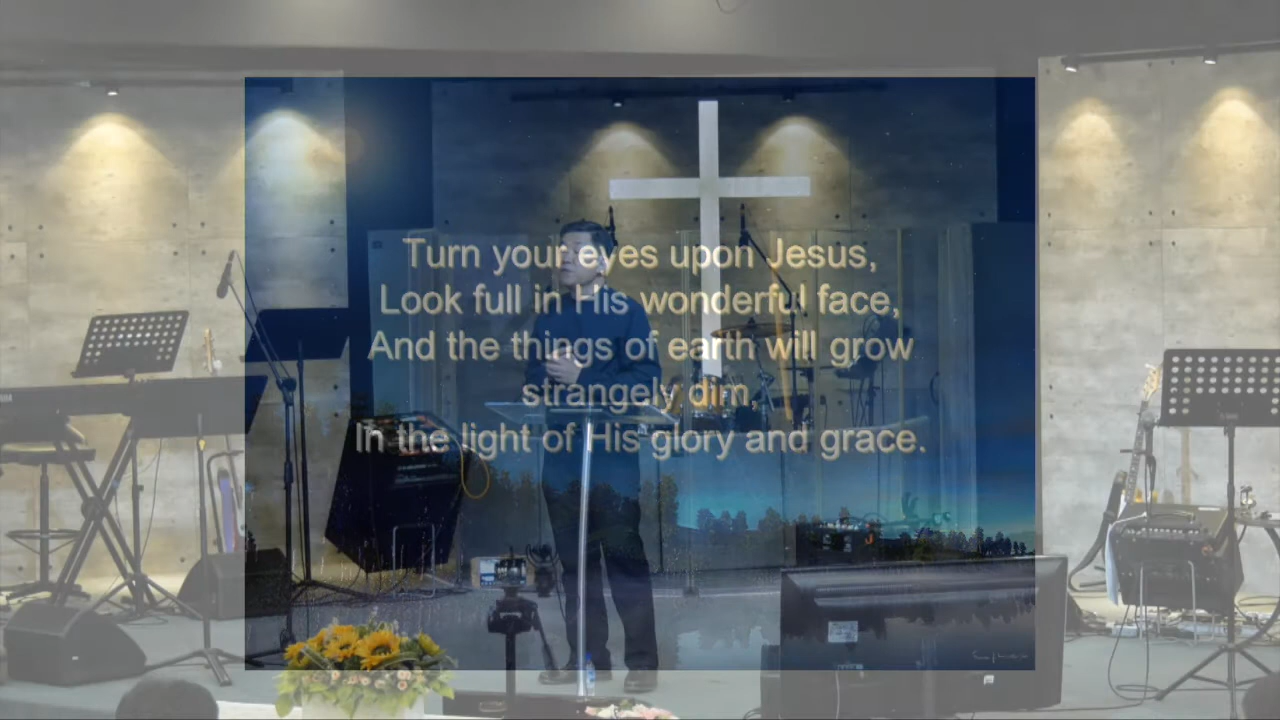 Turn your eyes upon Jesus,
Look full in His wonderful face,
And the things of earth will grow
strangely dim,
In the light of His glory and grace.